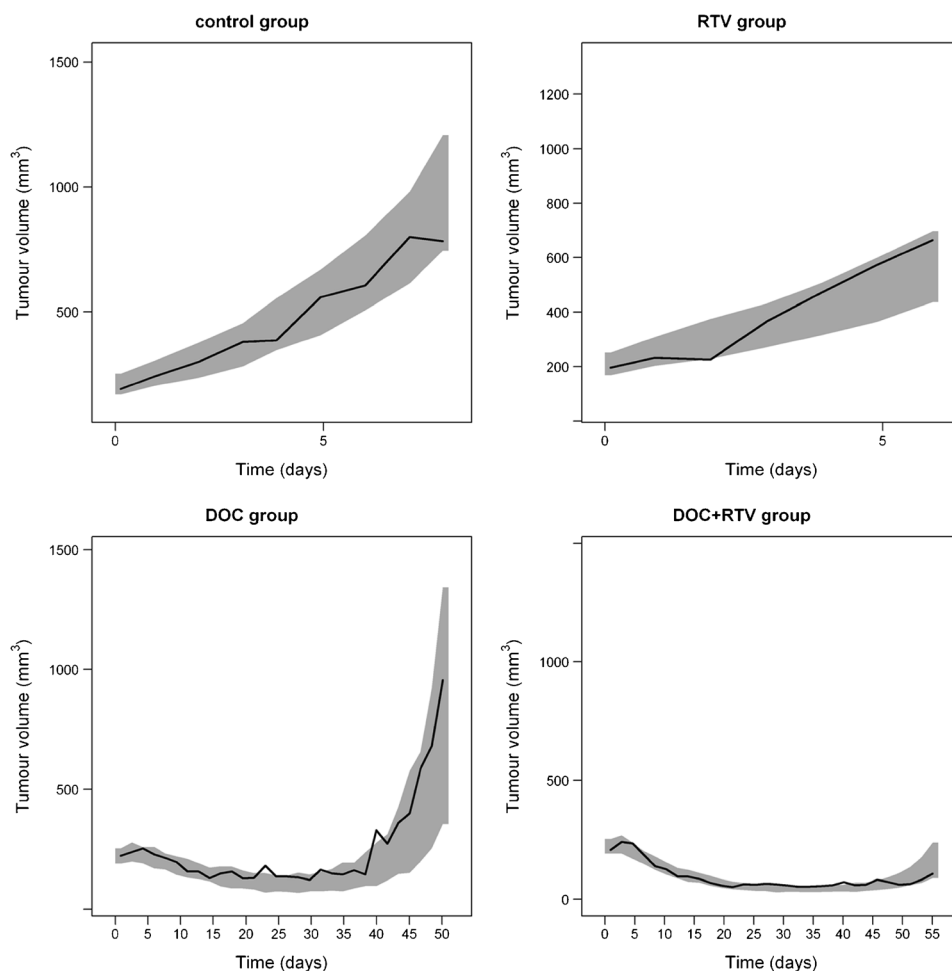 control group
1500
1000
500
0
5
Tumour volume (mm3)
Time (days)
RTV group
1200
1000
800
600
400
200
0
5
Tumour volume (mm3)
Time (days)
DOC group
1500
1000
500
0 5 10 15 20 25 30 35 40 45 50
Tumour volume (mm3)
Time (days)
DOC+RTV group
1000
500
0
0 5 10 15 20 25 30 35 40 45 50 55
Tumour volume (mm3)
Time (days)